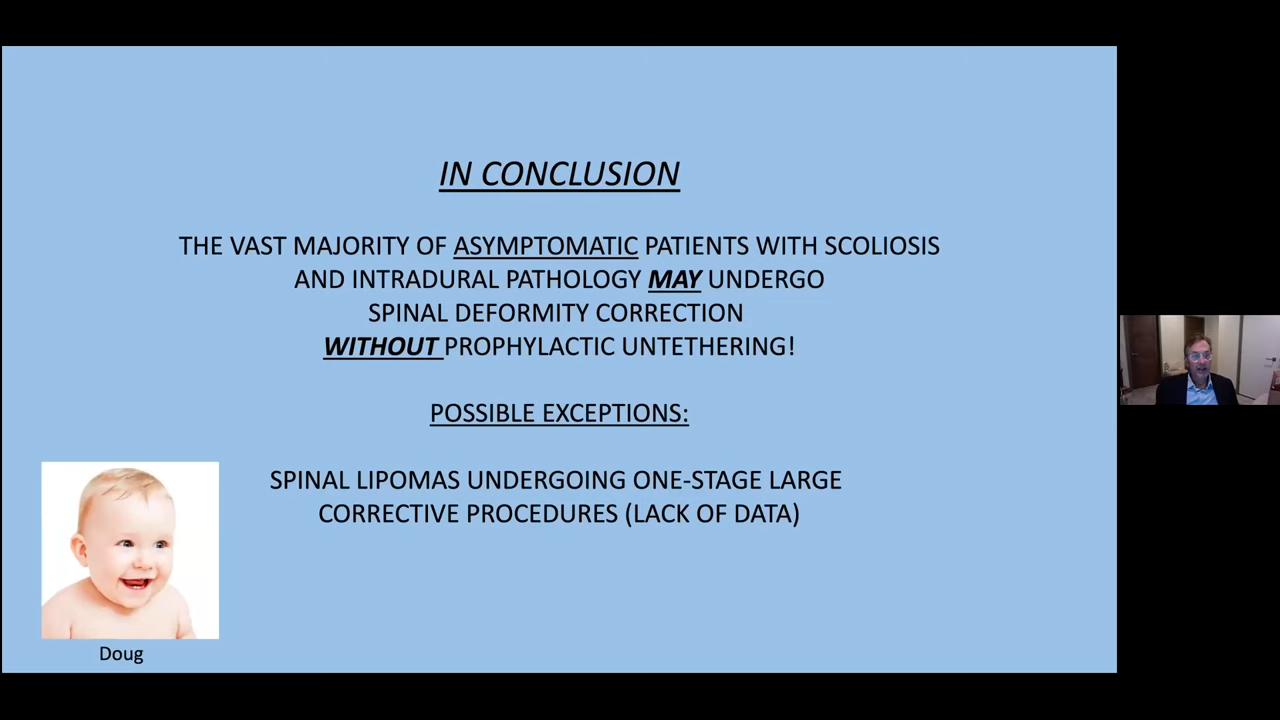 IN CONCLUSION
THE VAST MAJORITY OF ASYMPTOMATIC PATIENTS WITH SCOLIOSIS
AND INTRADURAL PATHOLOGY MAY UNDERGO
SPINAL DEFORMITY CORRECTION
WITHOUT PROPHYLACTIC UNTETHERING!
POSSIBLE EXCEPTIONS:
SPINAL LIPOMAS UNDERGOING ONE-STAGE LARGE
CORRECTIVE PROCEDURES (LACK OF DATA)
Doug